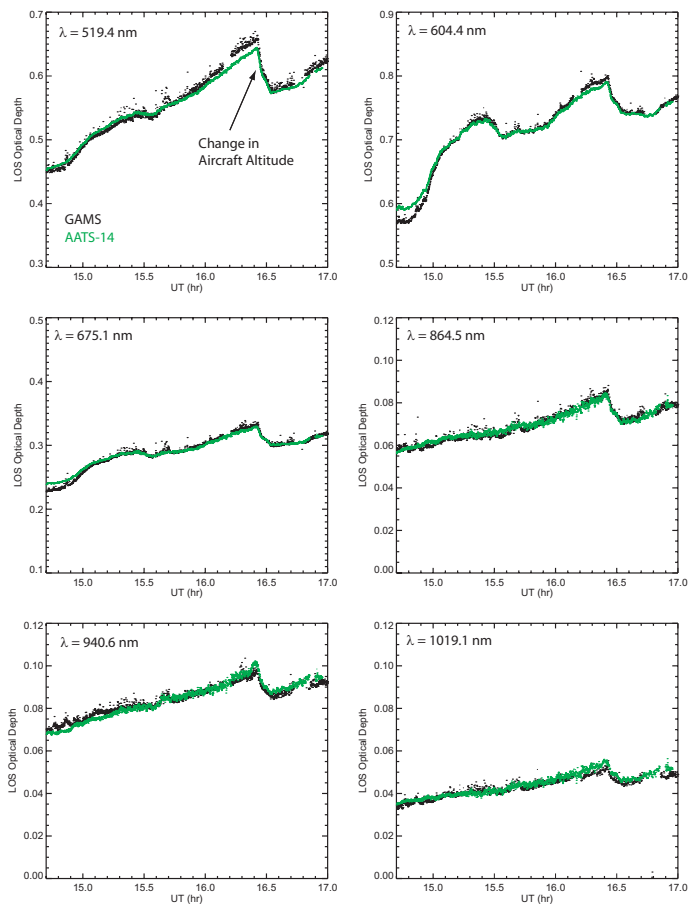 λ = 519.4 nm
0.7
0.6
0.5
0.4
0.3
LOS Optical Depth
Change in
Aircraft Altitude
GAMS
AATS-14
15.0 15.5 16.0 16.5 17.0
UT (hr)
λ = 604.4 nm
0.9
0.8
0.7
0.6
0.5
LOS Optical Depth
15.0 15.5 16.0 16.5 17.0
UT (hr)
λ = 675.1 nm
0.5
0.4
0.3
0.2
0.1
LOS Optical Depth
15.0 15.5 16.0 16.5 17.0
UT (hr)
λ = 864.5 nm
0.12
0.10
0.08
0.06
0.04
0.02
0.00
LOS Optical Depth
15.0 15.5 16.0 16.5 17.0
UT (hr)
λ = 940.6 nm
0.12
0.10
0.08
0.06
0.04
0.02
0.00
LOS Optical Depth
15.0 15.5 16.0 16.5 17.0
UT (hr)
λ = 1019.1 nm
0.12
0.10
0.08
0.06
0.04
0.02
0.00
LOS Optical Depth
15.0 15.5 16.0 16.5 17.0
UT (hr)